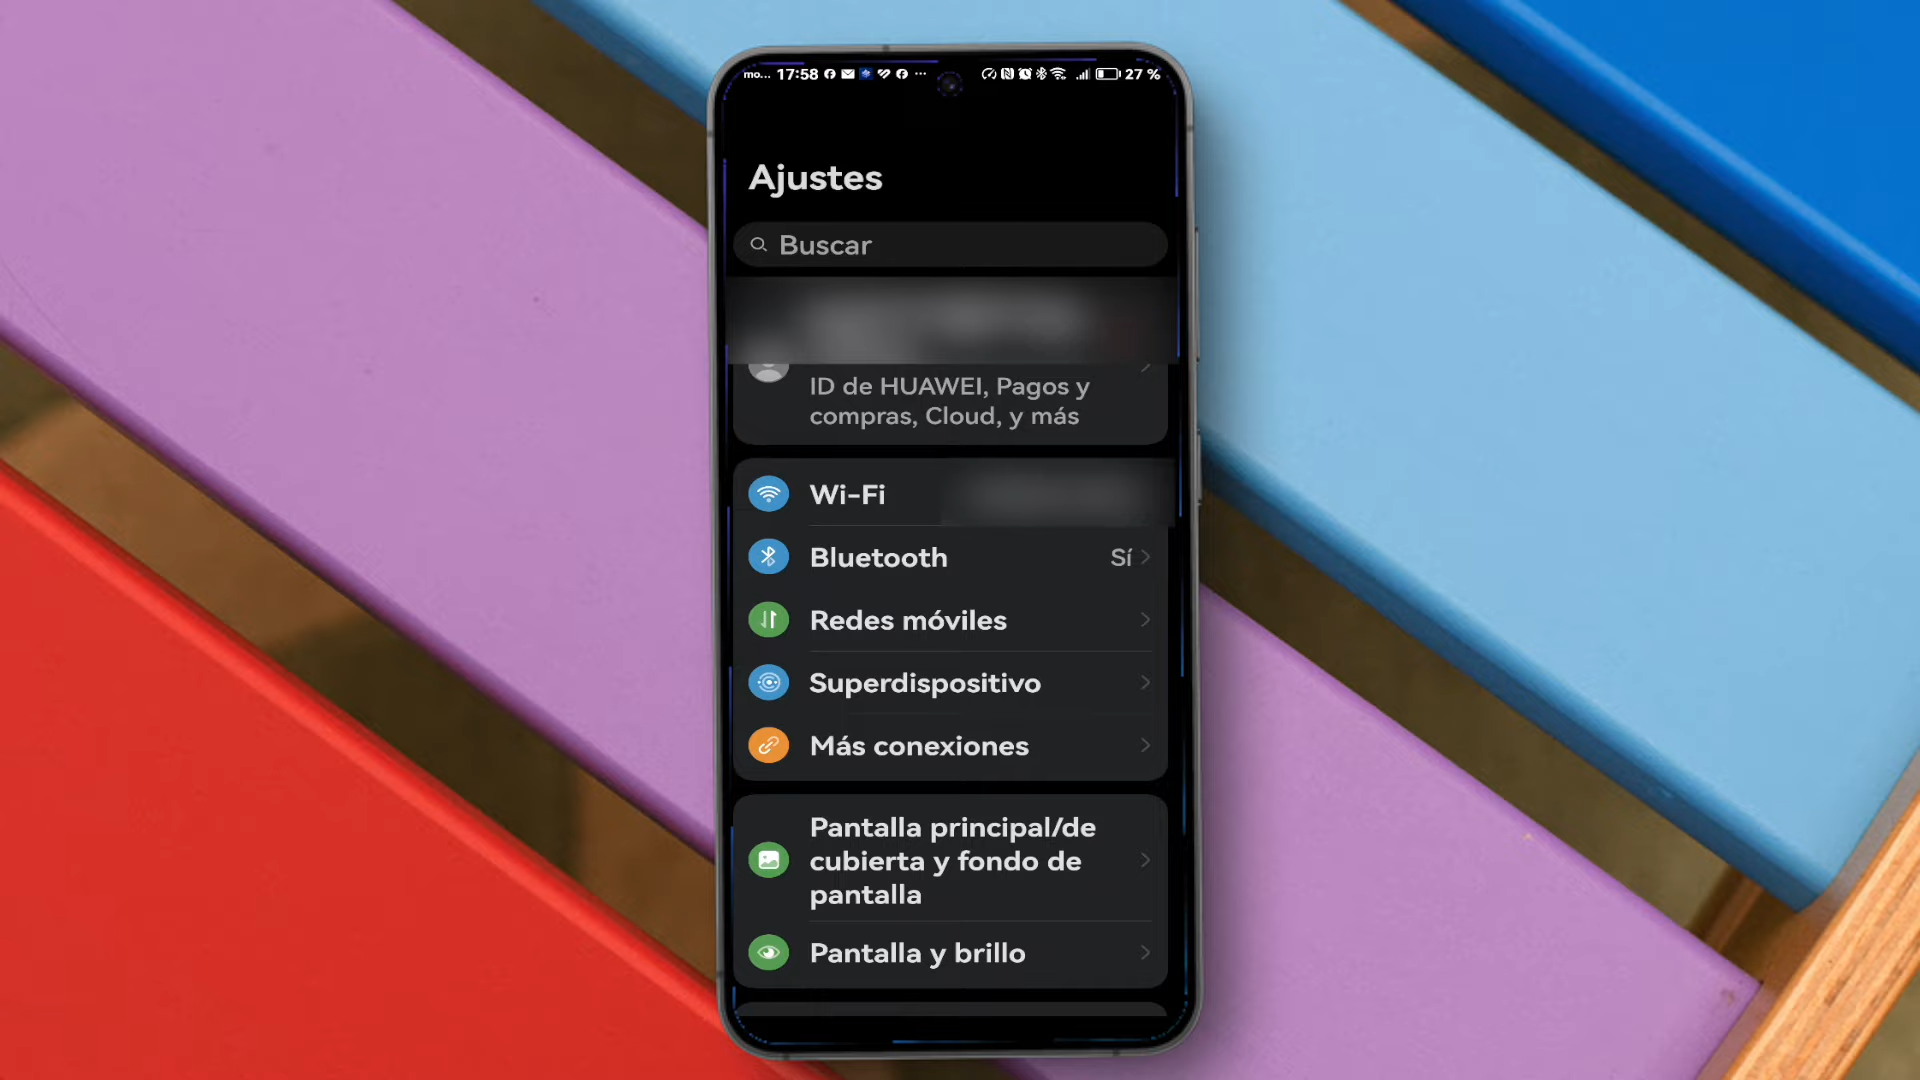 mo... 17:58 ... 27 %
Ajustes
Buscar
ID de HUAWEI, Pagos y
compras, Cloud, y más
Wi-Fi
Bluetooth Sí
Redes móviles
Superdispositivo
Más conexiones
Pantalla principal/de
cubierta y fondo de
pantalla
Pantalla y brillo